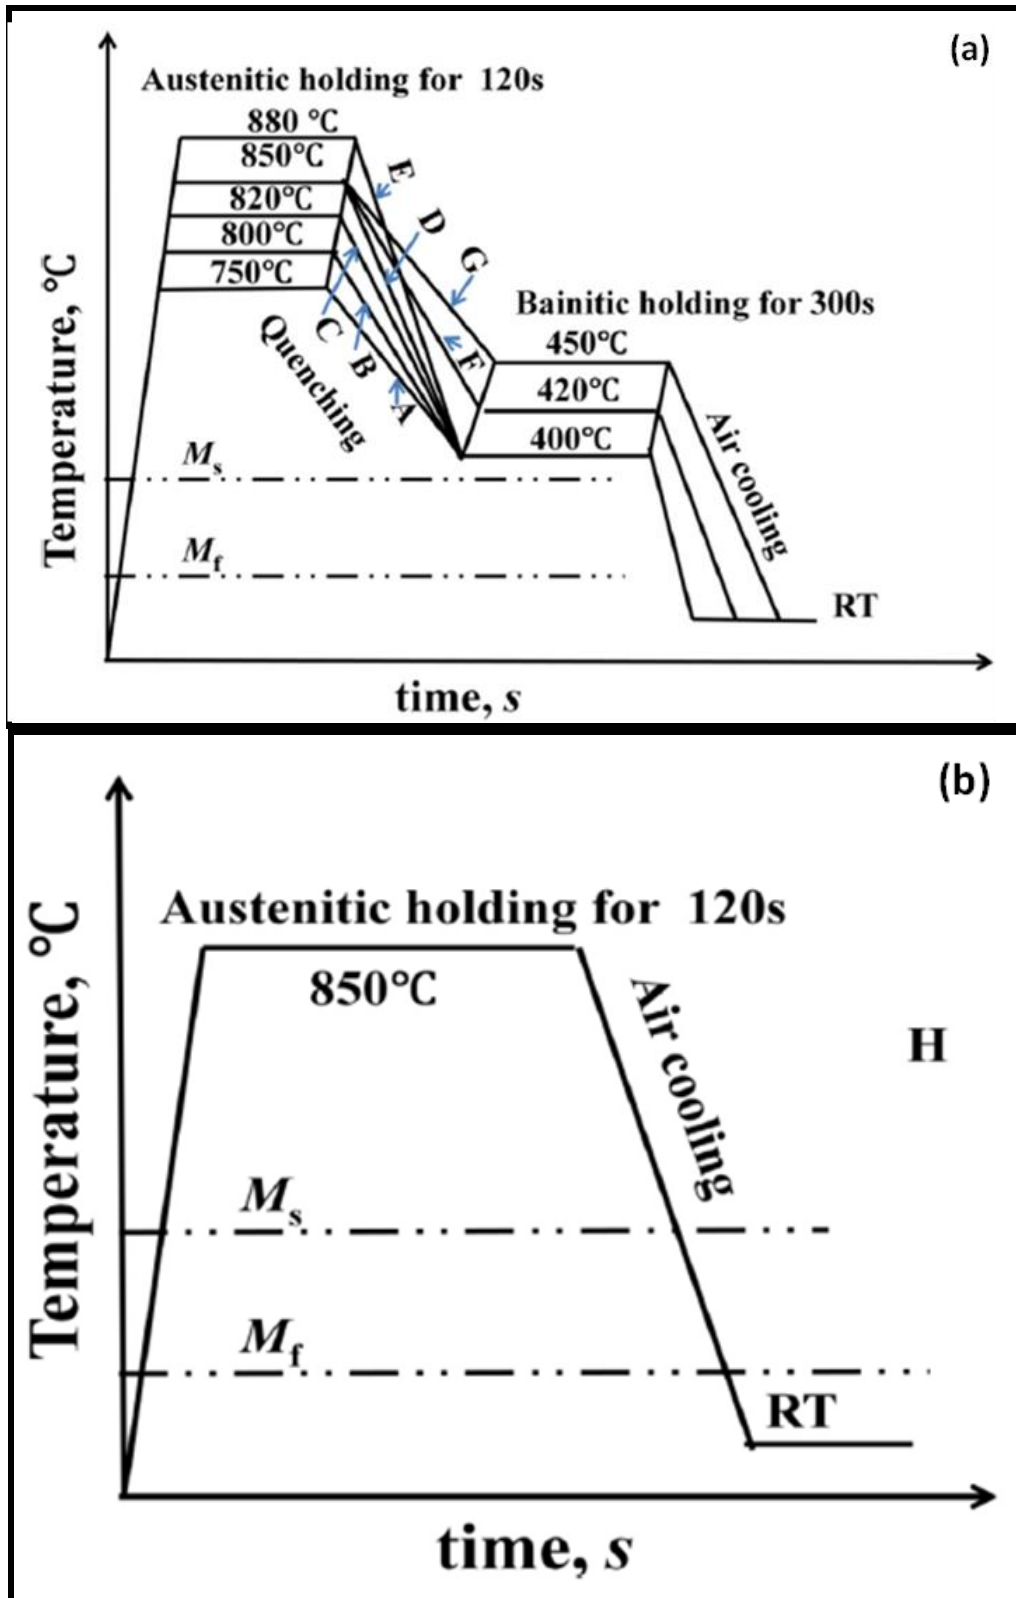 (a)
Austenitic holding for 120s
880 ℃
850℃
820℃
800℃
750℃
E
D
G
C
B
A
F
Quenching
Bainitic holding for 300s
450℃
420℃
400℃
Air cooling
Ms
Mf
RT
Temperature, ℃
time, s
(b)
Austenitic holding for 120s
850℃
Air cooling
H
Ms
Mf
RT
Temperature, ℃
time, s